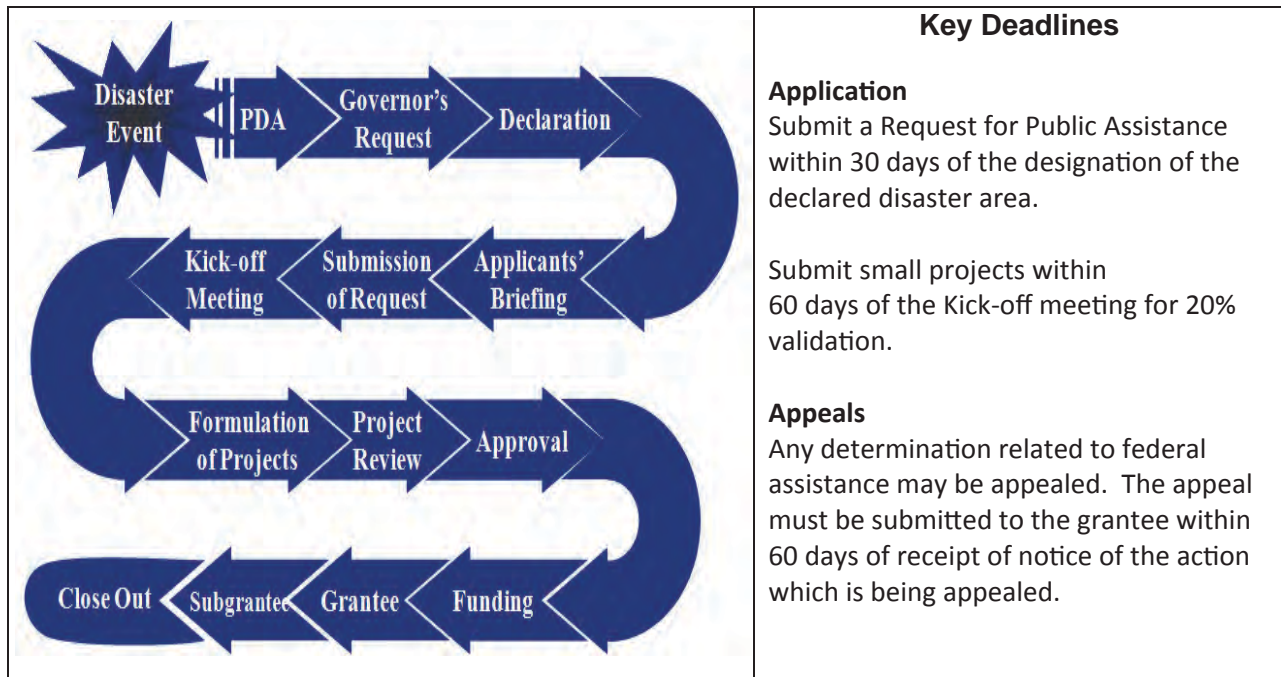 Disaster
Event
PDA
Governor's
Request
Declaration
Applicants'
Briefing
Submission
of Request
Kick-off
Meeting
Formulation
of Projects
Project
Review
Approval
Funding
Grantee
Subgrantee
Close Out
Key Deadlines
Application
Submit a Request for Public Assistance
within 30 days of the designation of the
declared disaster area.
Submit small projects within
60 days of the Kick-off meeting for 20%
validation.
Appeals
Any determination related to federal
assistance may be appealed.  The appeal
must be submitted to the grantee within
60 days of receipt of notice of the action
which is being appealed.